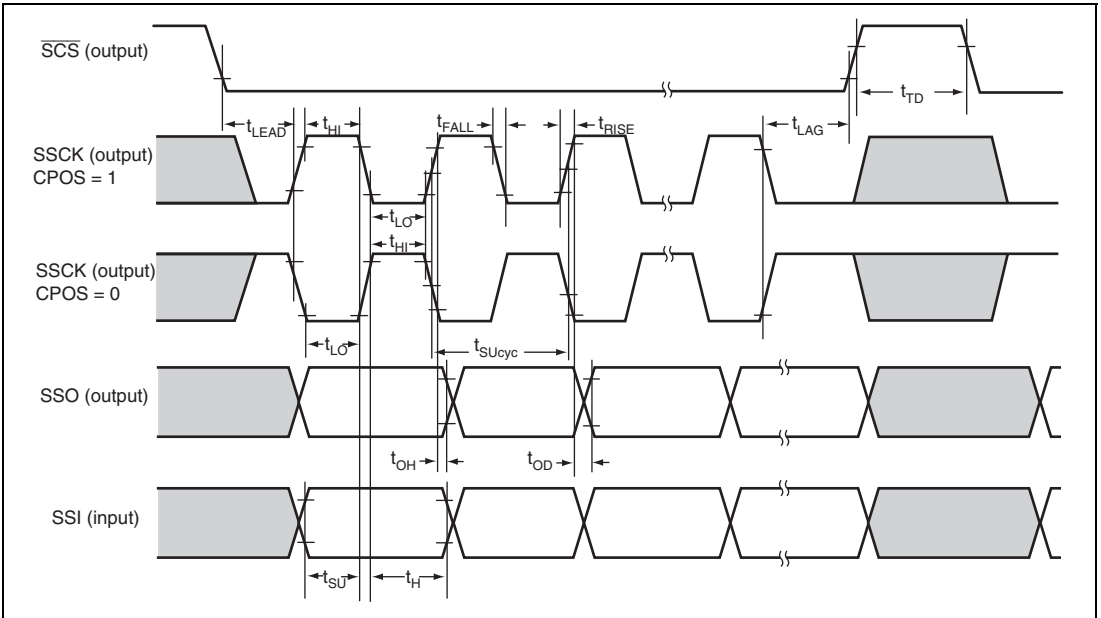 SCS (output)
tTD
tLEAD
tHI
tFALL
tRISE
tLAG
SSCK (output)
CPOS = 1
tLO
tHI
SSCK (output)
CPOS = 0
tLO
tSUcyc
SSO (output)
tOH
tOD
SSI (input)
tSU
tH